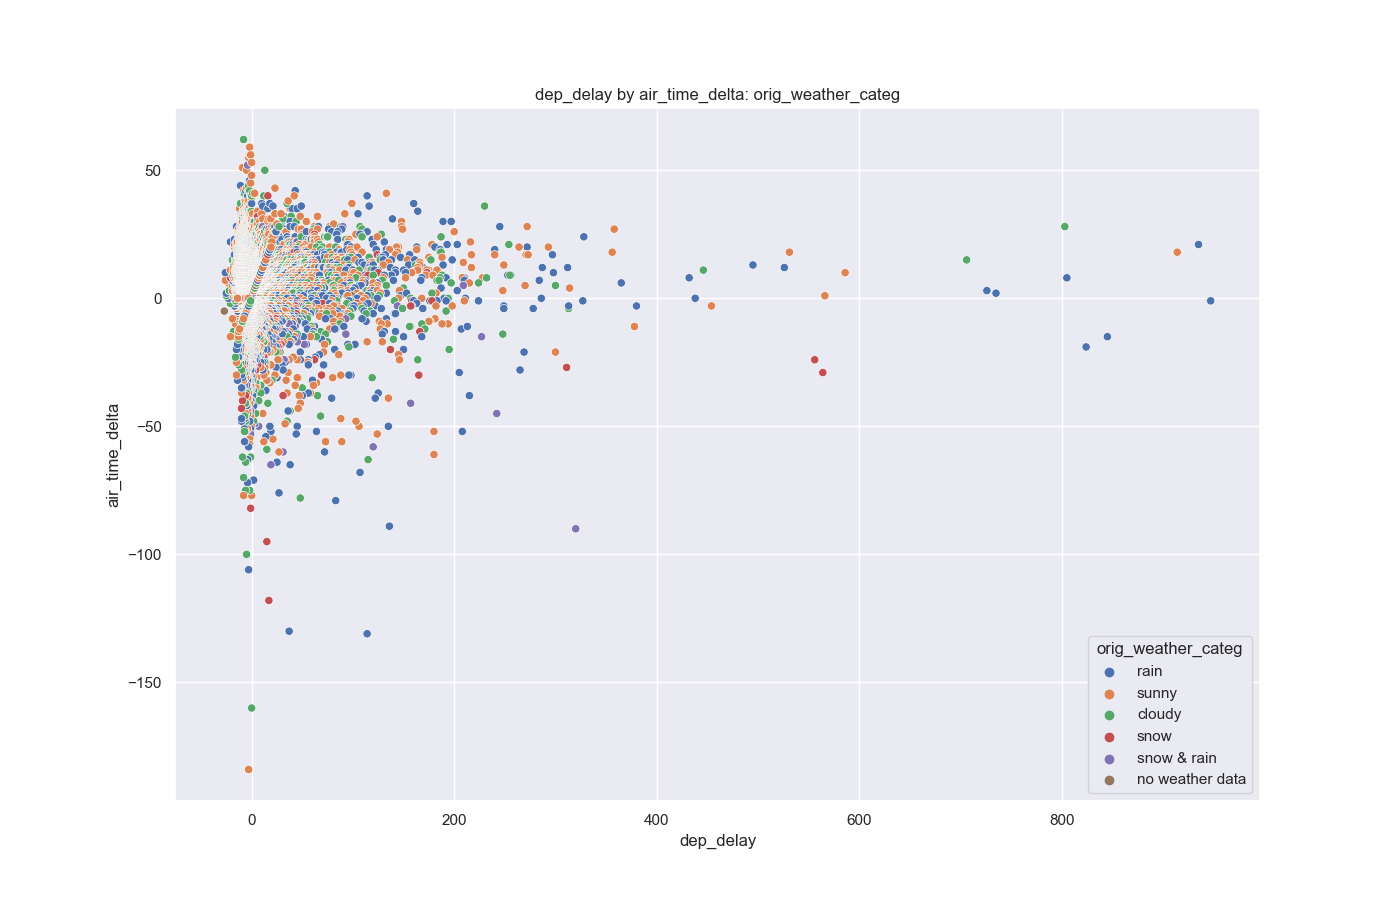 dep_delay by air_time_delta: orig_weather_categ
50
0
−50
−100
−150
air_time_delta
0
200
400
600
800
dep_delay
orig_weather_categ
rain
sunny
cloudy
snow
snow & rain
no weather data